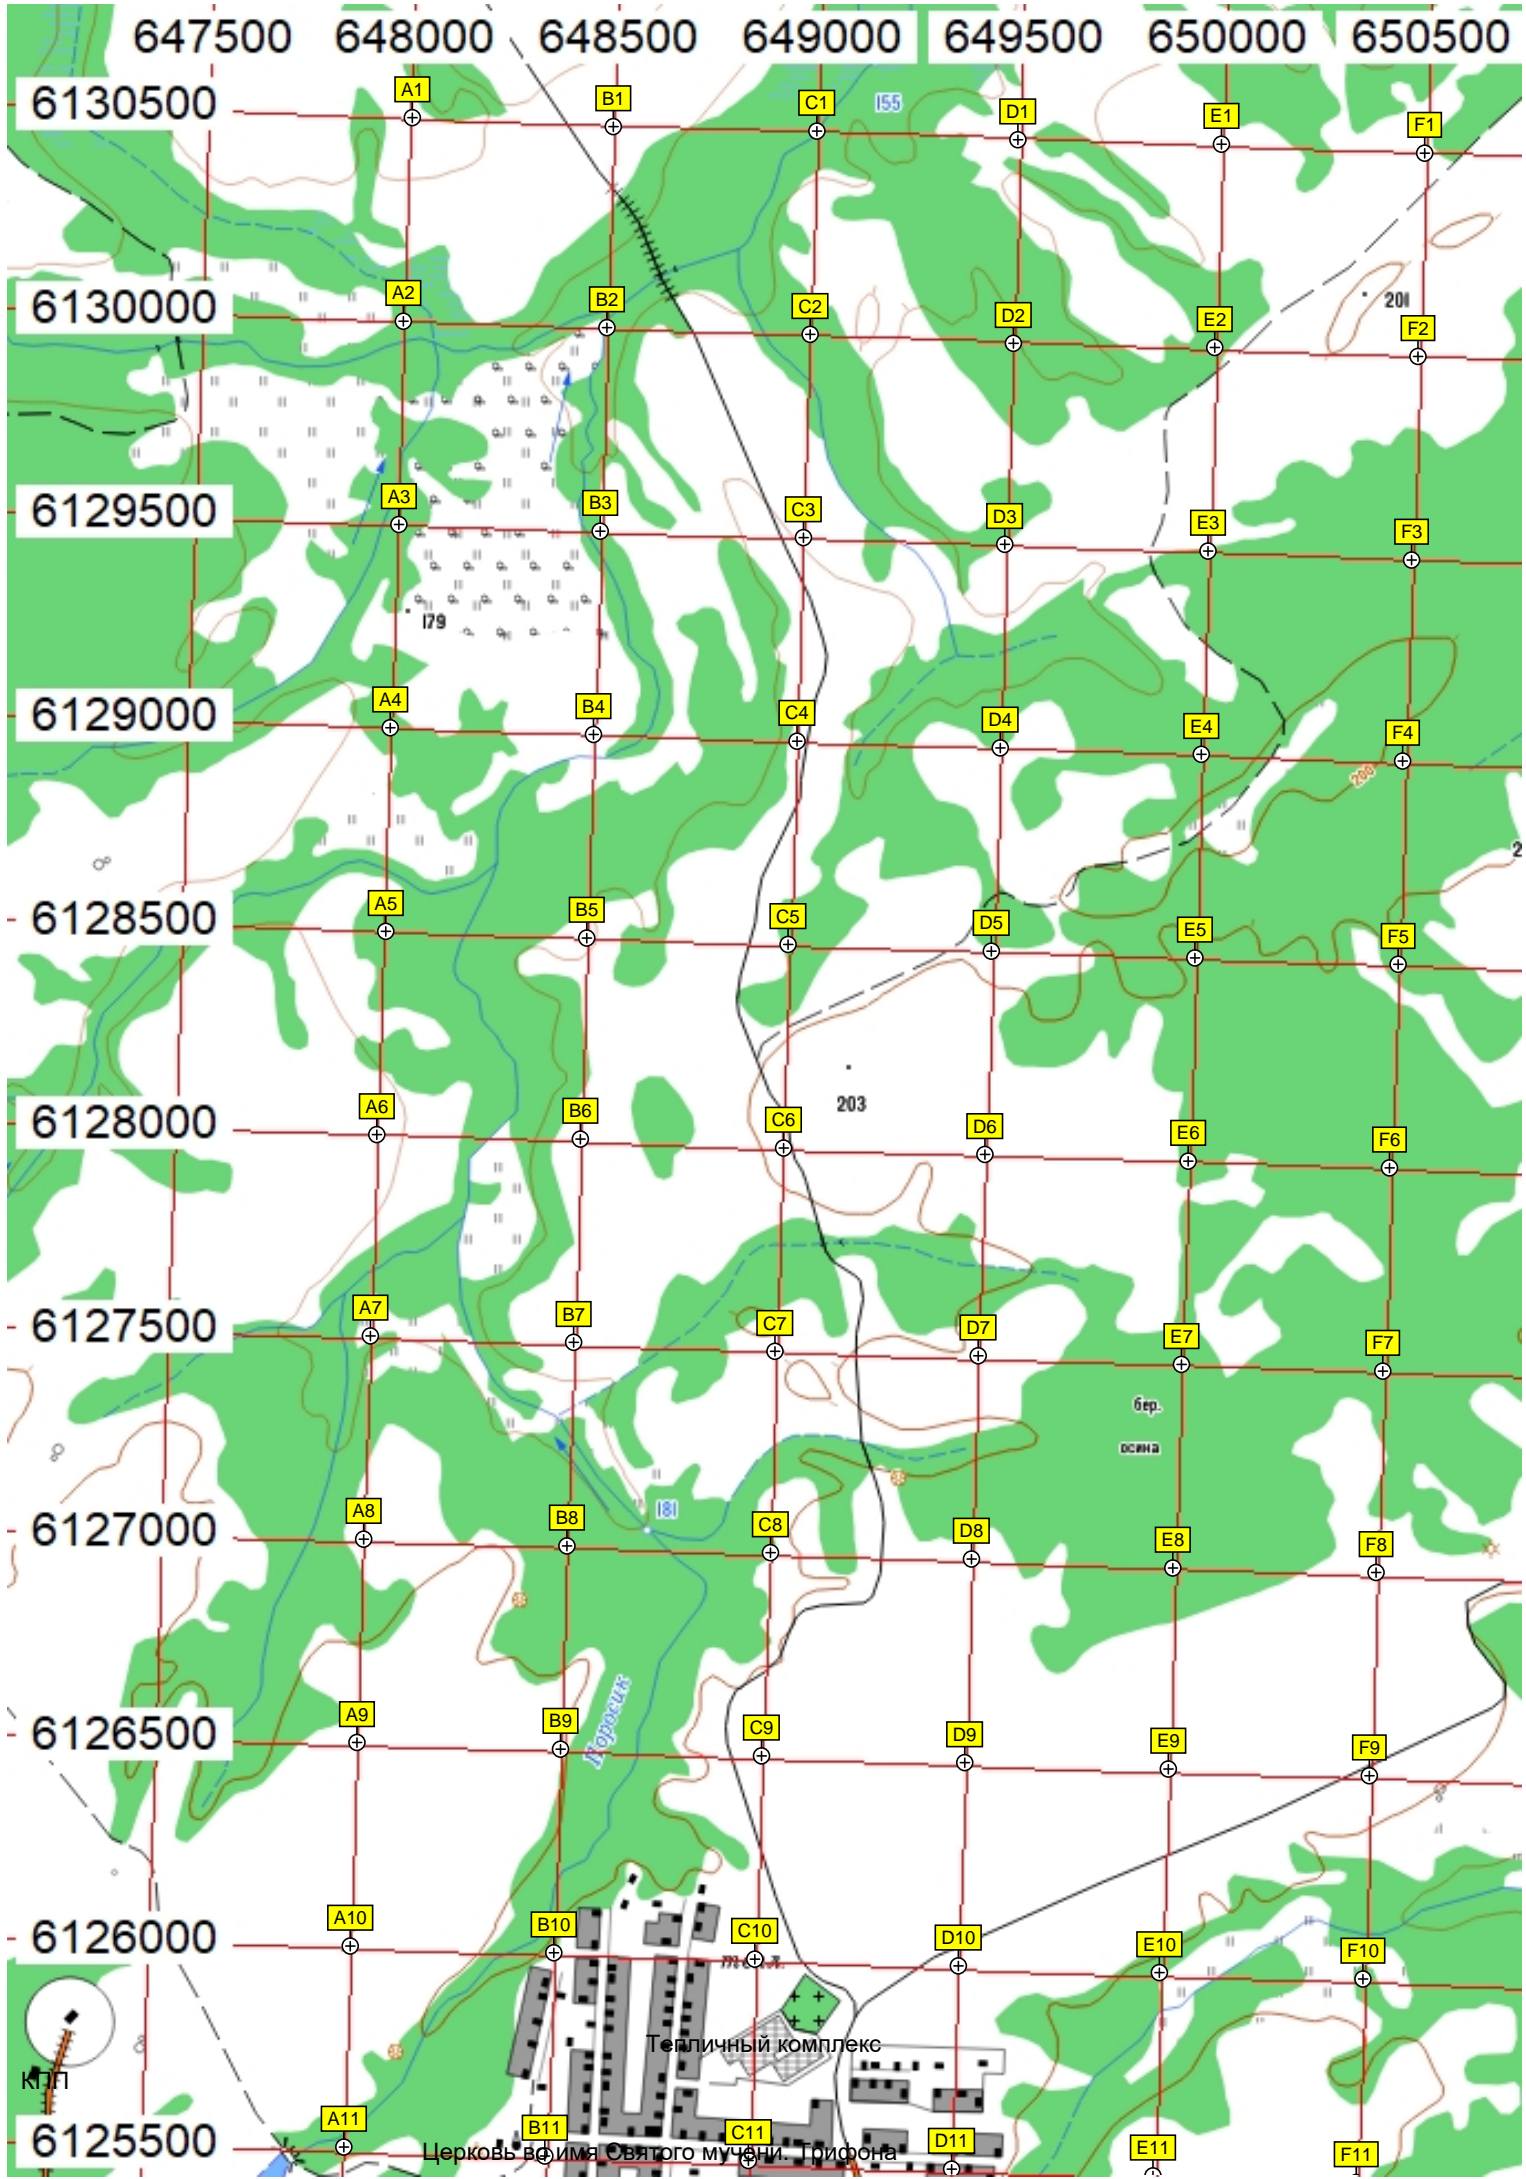 647500 648000 648500 649000 649500 650000 650500
6130500 A1 B1 C1 155 D1 E1 F1
201
6130000 A2 B2 C2 D2 E2 F2
6129500 A3 B3 C3 D3 E3 F3
179
6129000 A4 B4 C4 D4 E4 F4
200
6128500 A5 B5 C5 D5 E5 F5
203
6128000 A6 B6 C6 D6 E6 F6
6127500 A7 B7 C7 D7 E7 F7
бер.
осина
181
6127000 A8 B8 C8 D8 E8 F8
Поросик
6126500 A9 B9 C9 D9 E9 F9
6126000 A10 B10 C10 D10 E10 F10
Тепличный комплекс
КПП
6125500 A11 B11 C11 D11 E11 F11
Церковь во имя Святого мучени. Трифона